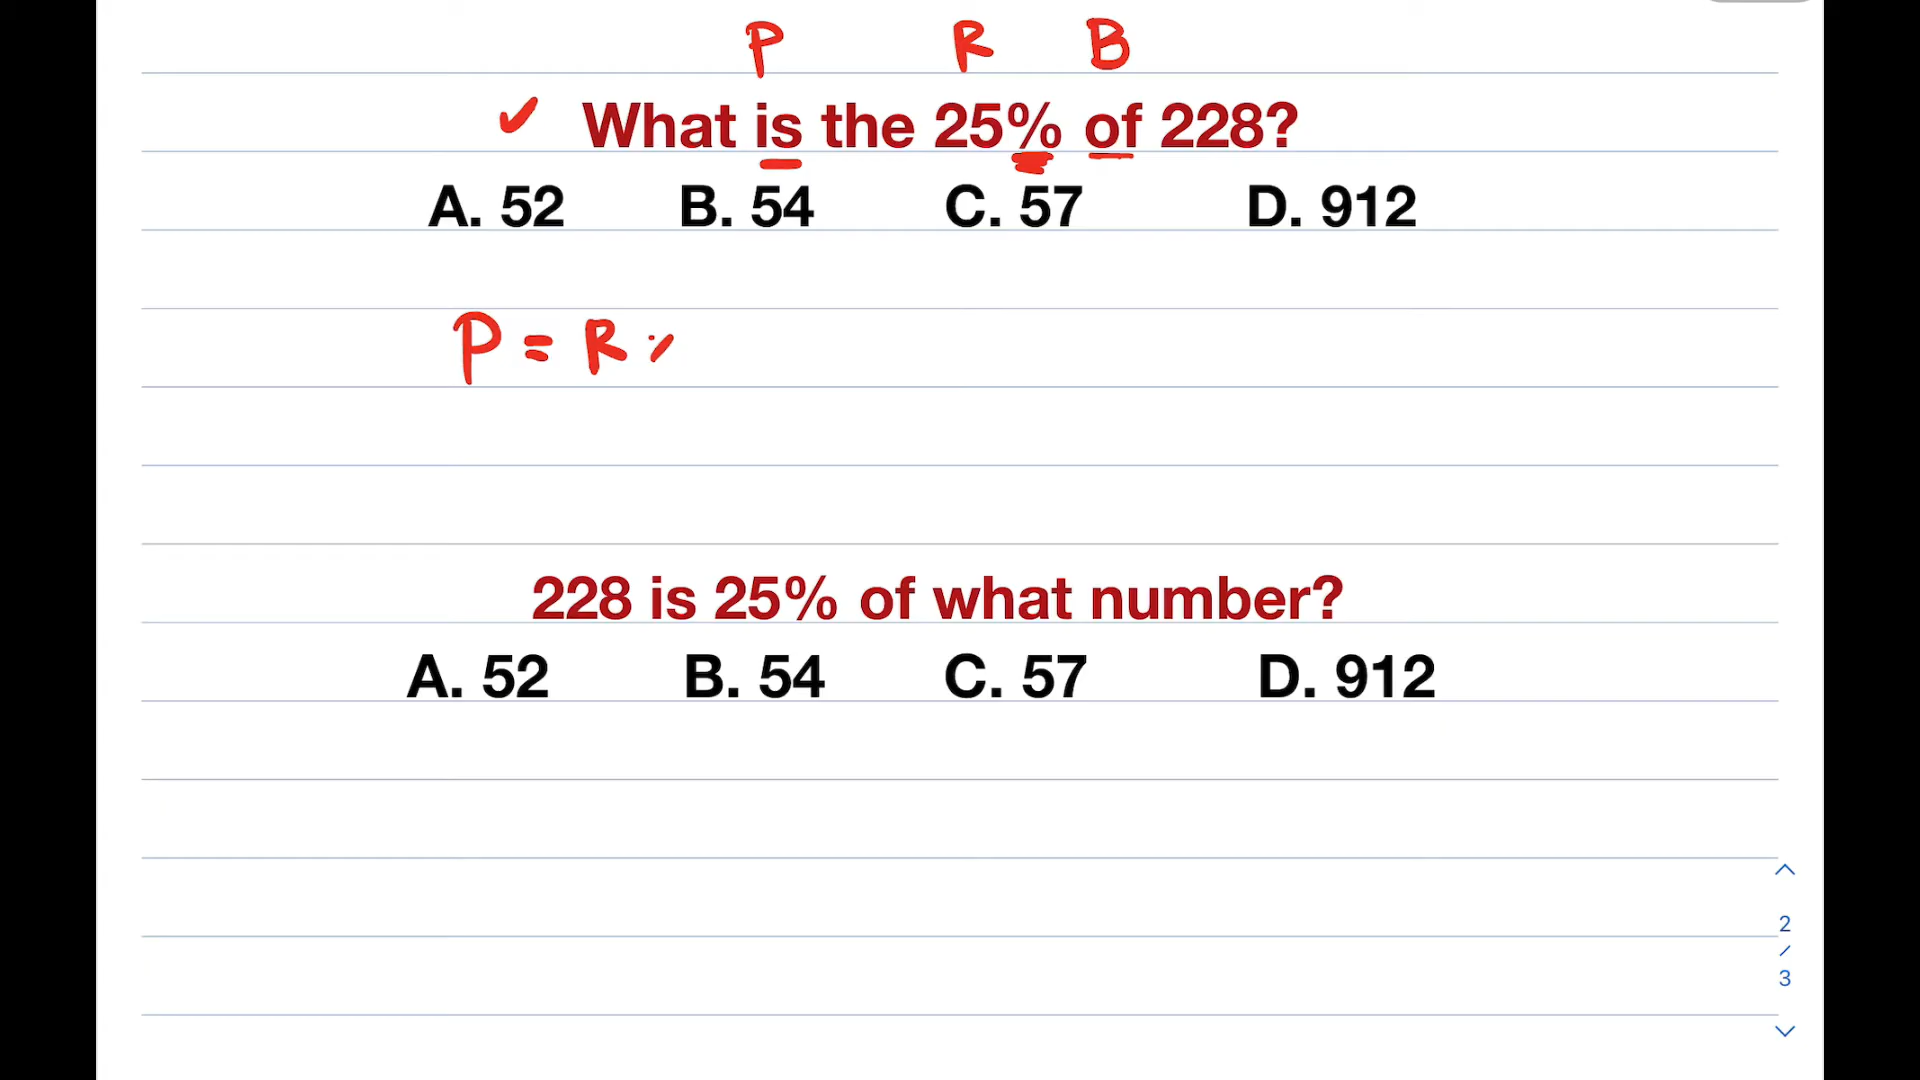 P R B
✓ What is the 25% of 228?
A. 52 B. 54 C. 57 D. 912
P = R
228 is 25% of what number?
A. 52 B. 54 C. 57 D. 912
2
/
3